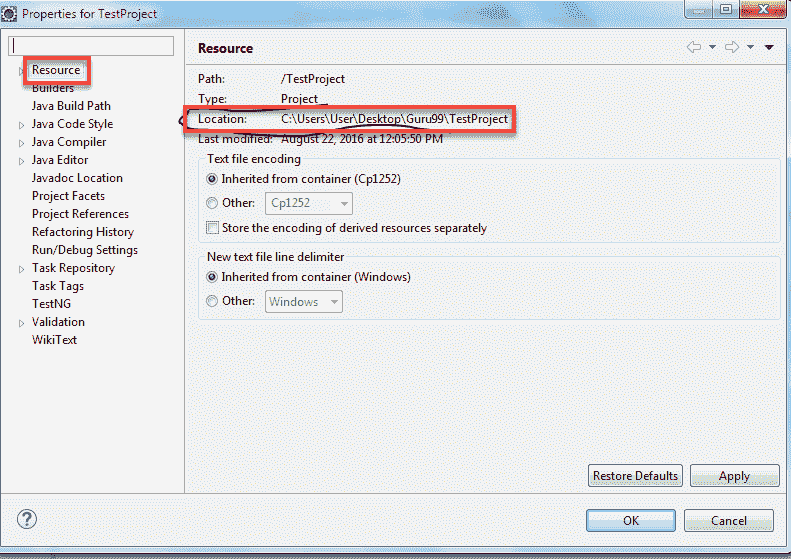 Properties for TestProject
Resource
Builders
Java Build Path
Java Code Style
Java Compiler
Java Editor
Javadoc Location
Project Facets
Project References
Refactoring History
Run/Debug Settings
Task Repository
Task Tags
TestNG
Validation
WikiText
Resource
Path: /TestProject
Type: Project
Location: C:\Users\User\Desktop\Guru99\TestProject
Last modified: August 22, 2016 at 12:05:50 PM
Text file encoding
Inherited from container (Cp1252)
Other: Cp1252
Store the encoding of derived resources separately
New text file line delimiter
Inherited from container (Windows)
Other: Windows
Restore Defaults Apply
? OK Cancel